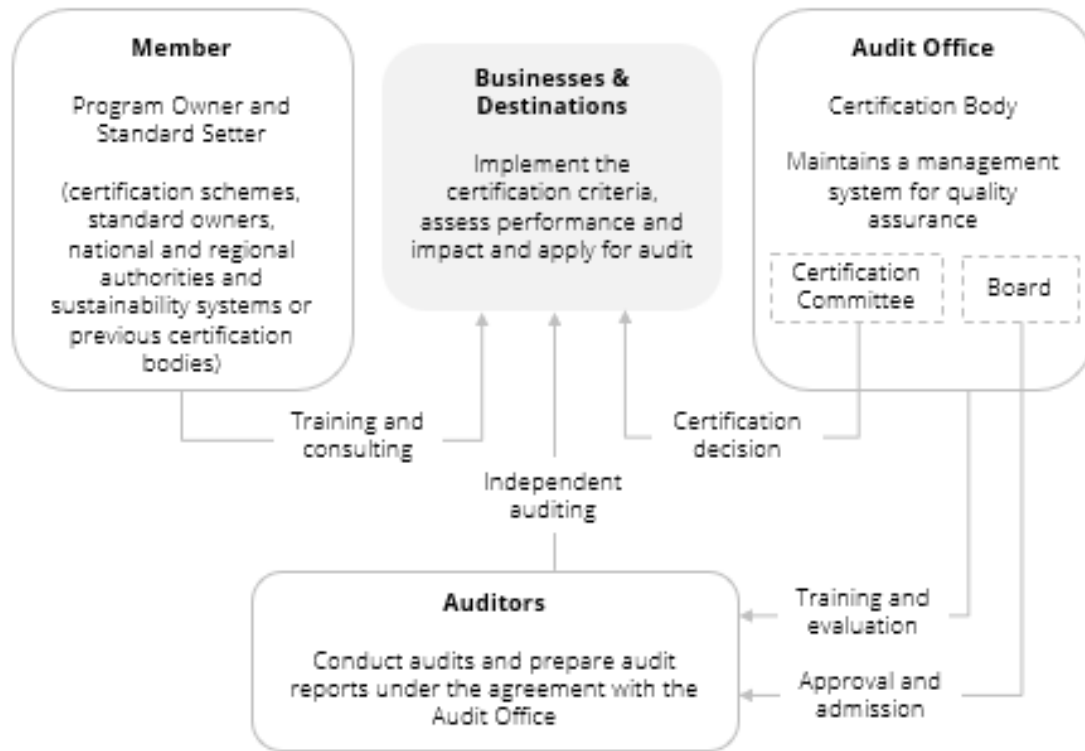 Member
Program Owner and
Standard Setter
(certification schemes,
standard owners,
national and regional
authorities and
sustainability systems or
previous certification
bodies)
Businesses &
Destinations
Implement the
certification criteria,
assess performance and
impact and apply for audit
Audit Office
Certification Body
Maintains a management
system for quality
assurance
Certification
Committee
Board
Training and
consulting
Certification
decision
Independent
auditing
Auditors
Conduct audits and prepare audit
reports under the agreement with the
Audit Office
Training and
evaluation
Approval and
admission